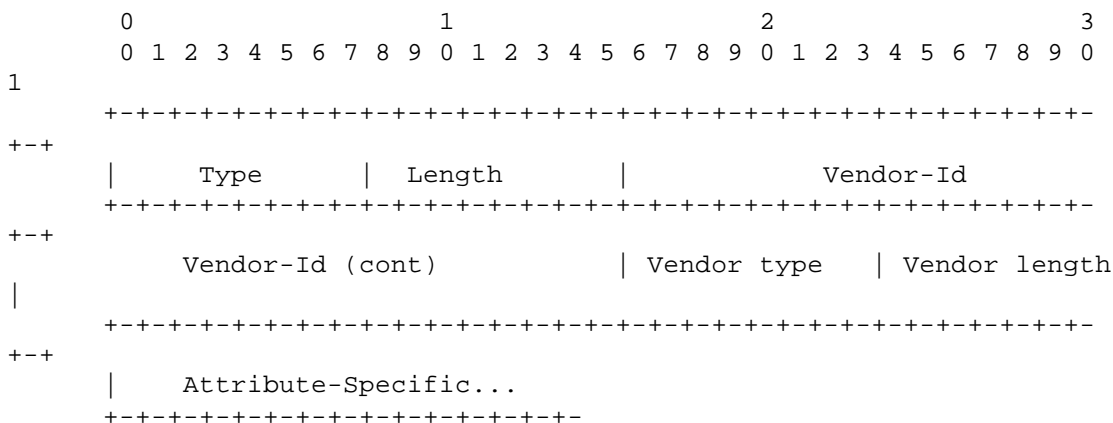 0                   1                   2                   3
 0 1 2 3 4 5 6 7 8 9 0 1 2 3 4 5 6 7 8 9 0 1 2 3 4 5 6 7 8 9 0
1
+-+-+-+-+-+-+-+-+-+-+-+-+-+-+-+-+-+-+-+-+-+-+-+-+-+-+-+-+-+-+-
+-+
|     Type      |  Length       |            Vendor-Id
+-+-+-+-+-+-+-+-+-+-+-+-+-+-+-+-+-+-+-+-+-+-+-+-+-+-+-+-+-+-+-
+-+
     Vendor-Id (cont)           | Vendor type   | Vendor length
|
+-+-+-+-+-+-+-+-+-+-+-+-+-+-+-+-+-+-+-+-+-+-+-+-+-+-+-+-+-+-+-
+-+
|    Attribute-Specific...
+-+-+-+-+-+-+-+-+-+-+-+-+-+-+-